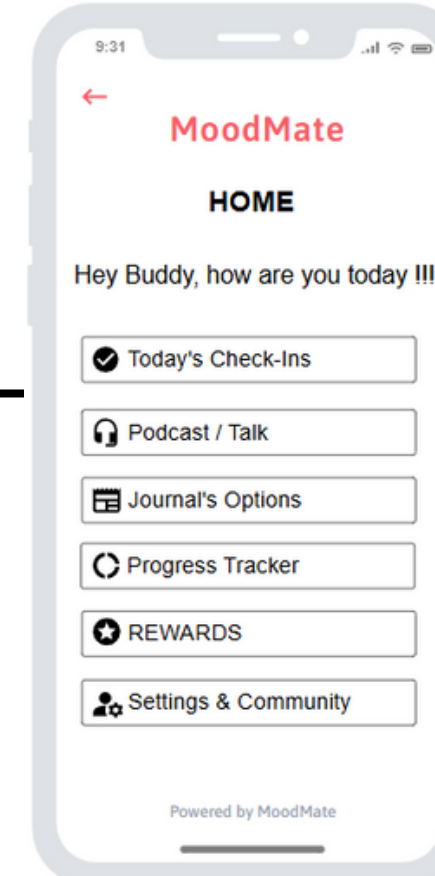 9:31
MoodMate
HOME
Hey Buddy, how are you today !!!
Today's Check-Ins
Podcast / Talk
Journal's Options
Progress Tracker
REWARDS
Settings & Community
Powered by MoodMate